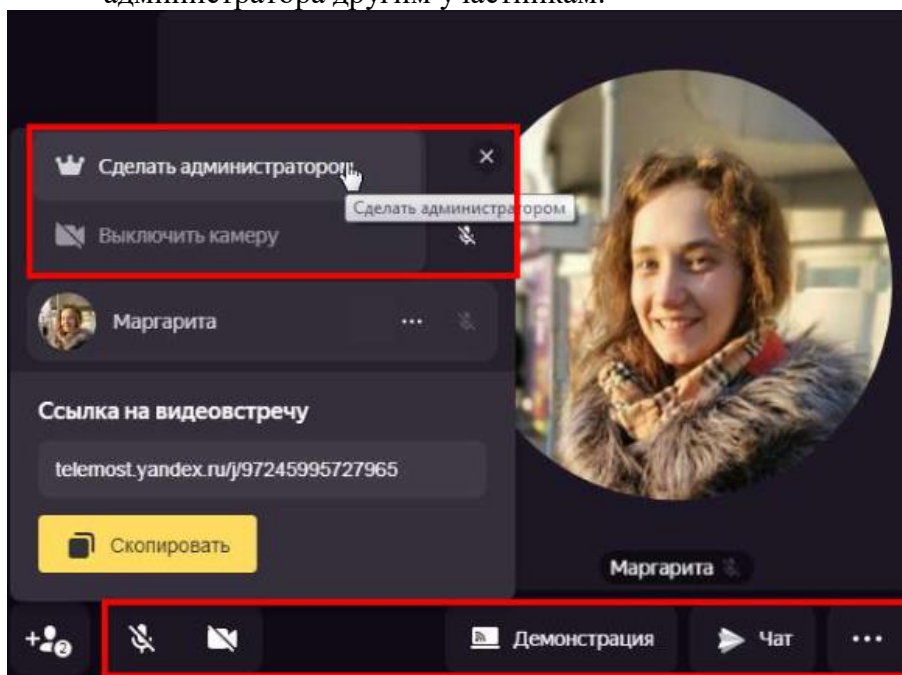 администратора другим участникам.
Сделать администратором
Сделать администратором
Выключить камеру
Маргарита
Ссылка на видеовстречу
telemost.yandex.ru/j/97245995727965
Скопировать
Маргарита
+ 2
Демонстрация
Чат